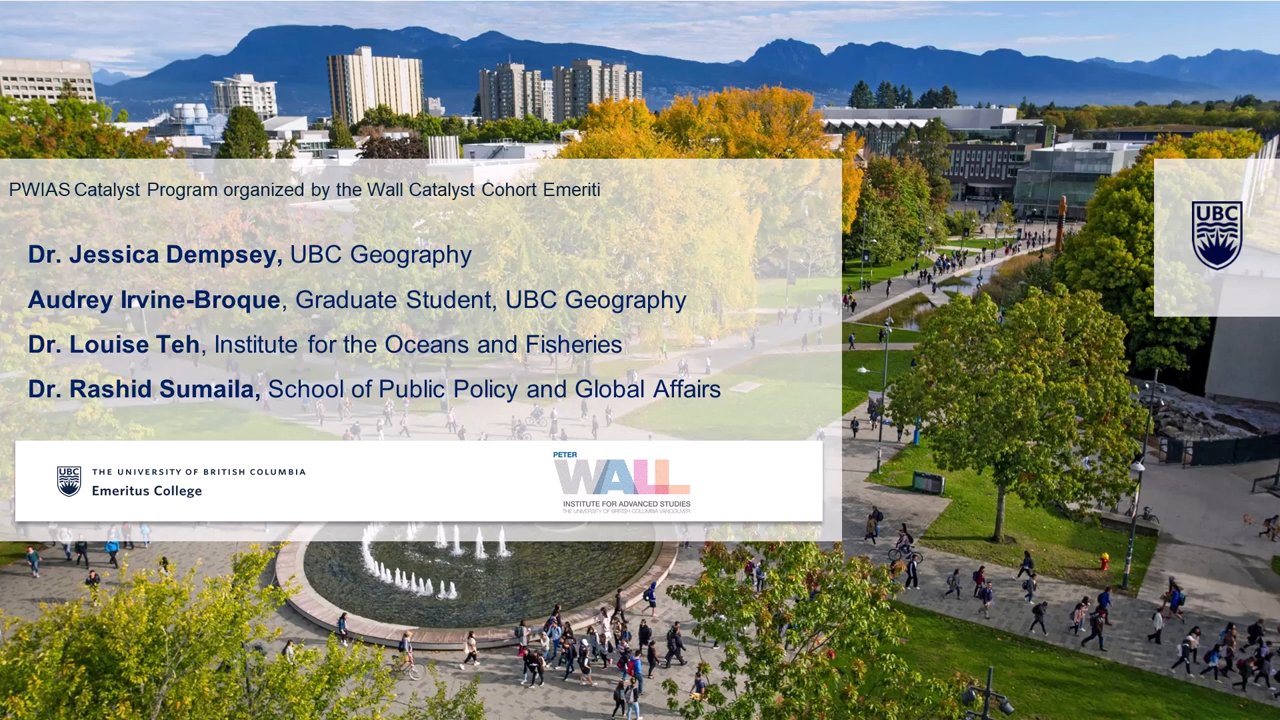 PWIAS Catalyst Program organized by the Wall Catalyst Cohort Emeriti
Dr. Jessica Dempsey, UBC Geography
Audrey Irvine-Broque, Graduate Student, UBC Geography
Dr. Louise Teh, Institute for the Oceans and Fisheries
Dr. Rashid Sumaila, School of Public Policy and Global Affairs
UBC
UBC
THE UNIVERSITY OF BRITISH COLUMBIA
Emeritus College
PETER
WALL
INSTITUTE FOR ADVANCED STUDIES
THE UNIVERSITY OF BRITISH COLUMBIA VANCOUVER